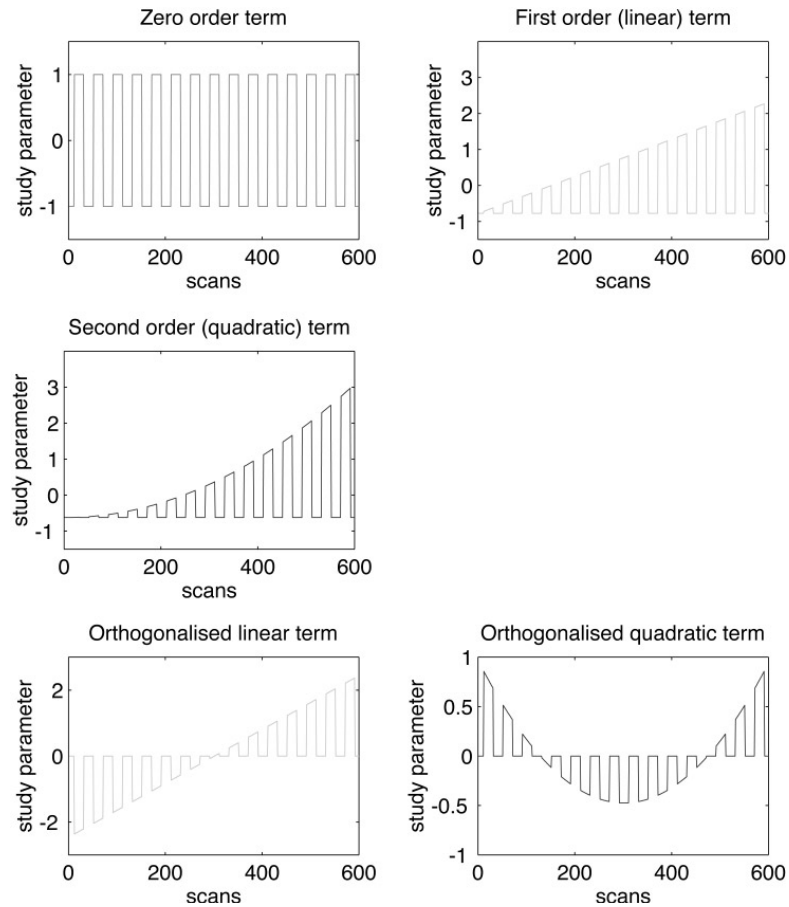 Zero order term
study parameter
1
0
-1
0 200 400 600
scans
First order (linear) term
study parameter
3
2
1
0
-1
0 200 400 600
scans
Second order (quadratic) term
study parameter
3
2
1
0
-1
0 200 400 600
scans
Orthogonalised linear term
study parameter
2
0
-2
0 200 400 600
scans
Orthogonalised quadratic term
study parameter
1
0.5
0
-0.5
-1
0 200 400 600
scans